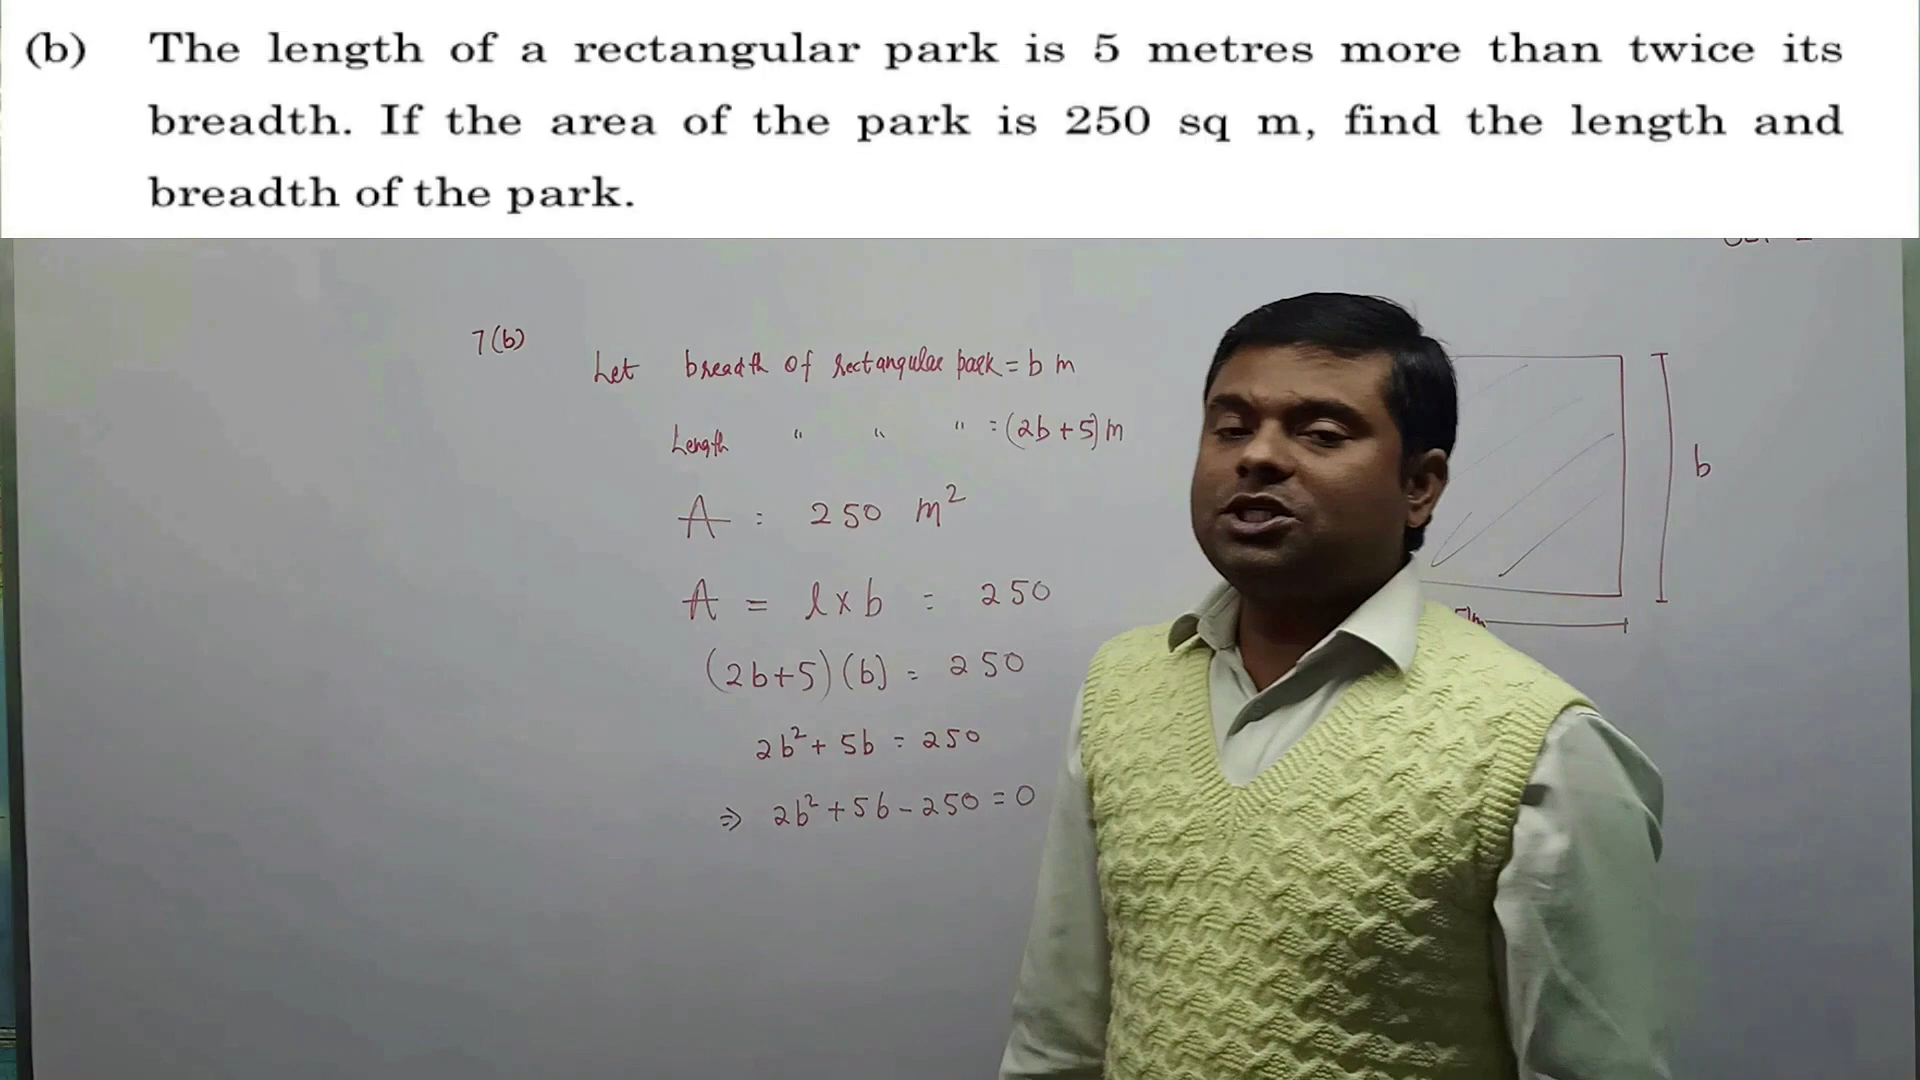 (b) The length of a rectangular park is 5 metres more than twice its
breadth. If the area of the park is 250 sq m, find the length and
breadth of the park.
7(b)
Let breadth of rectangular park = b m
Length " " " = (2b + 5) m
A = 250 m²
A = l × b = 250
(2b+5)(b) = 250
2b² + 5b = 250
⇒ 2b² + 5b - 250 = 0
b